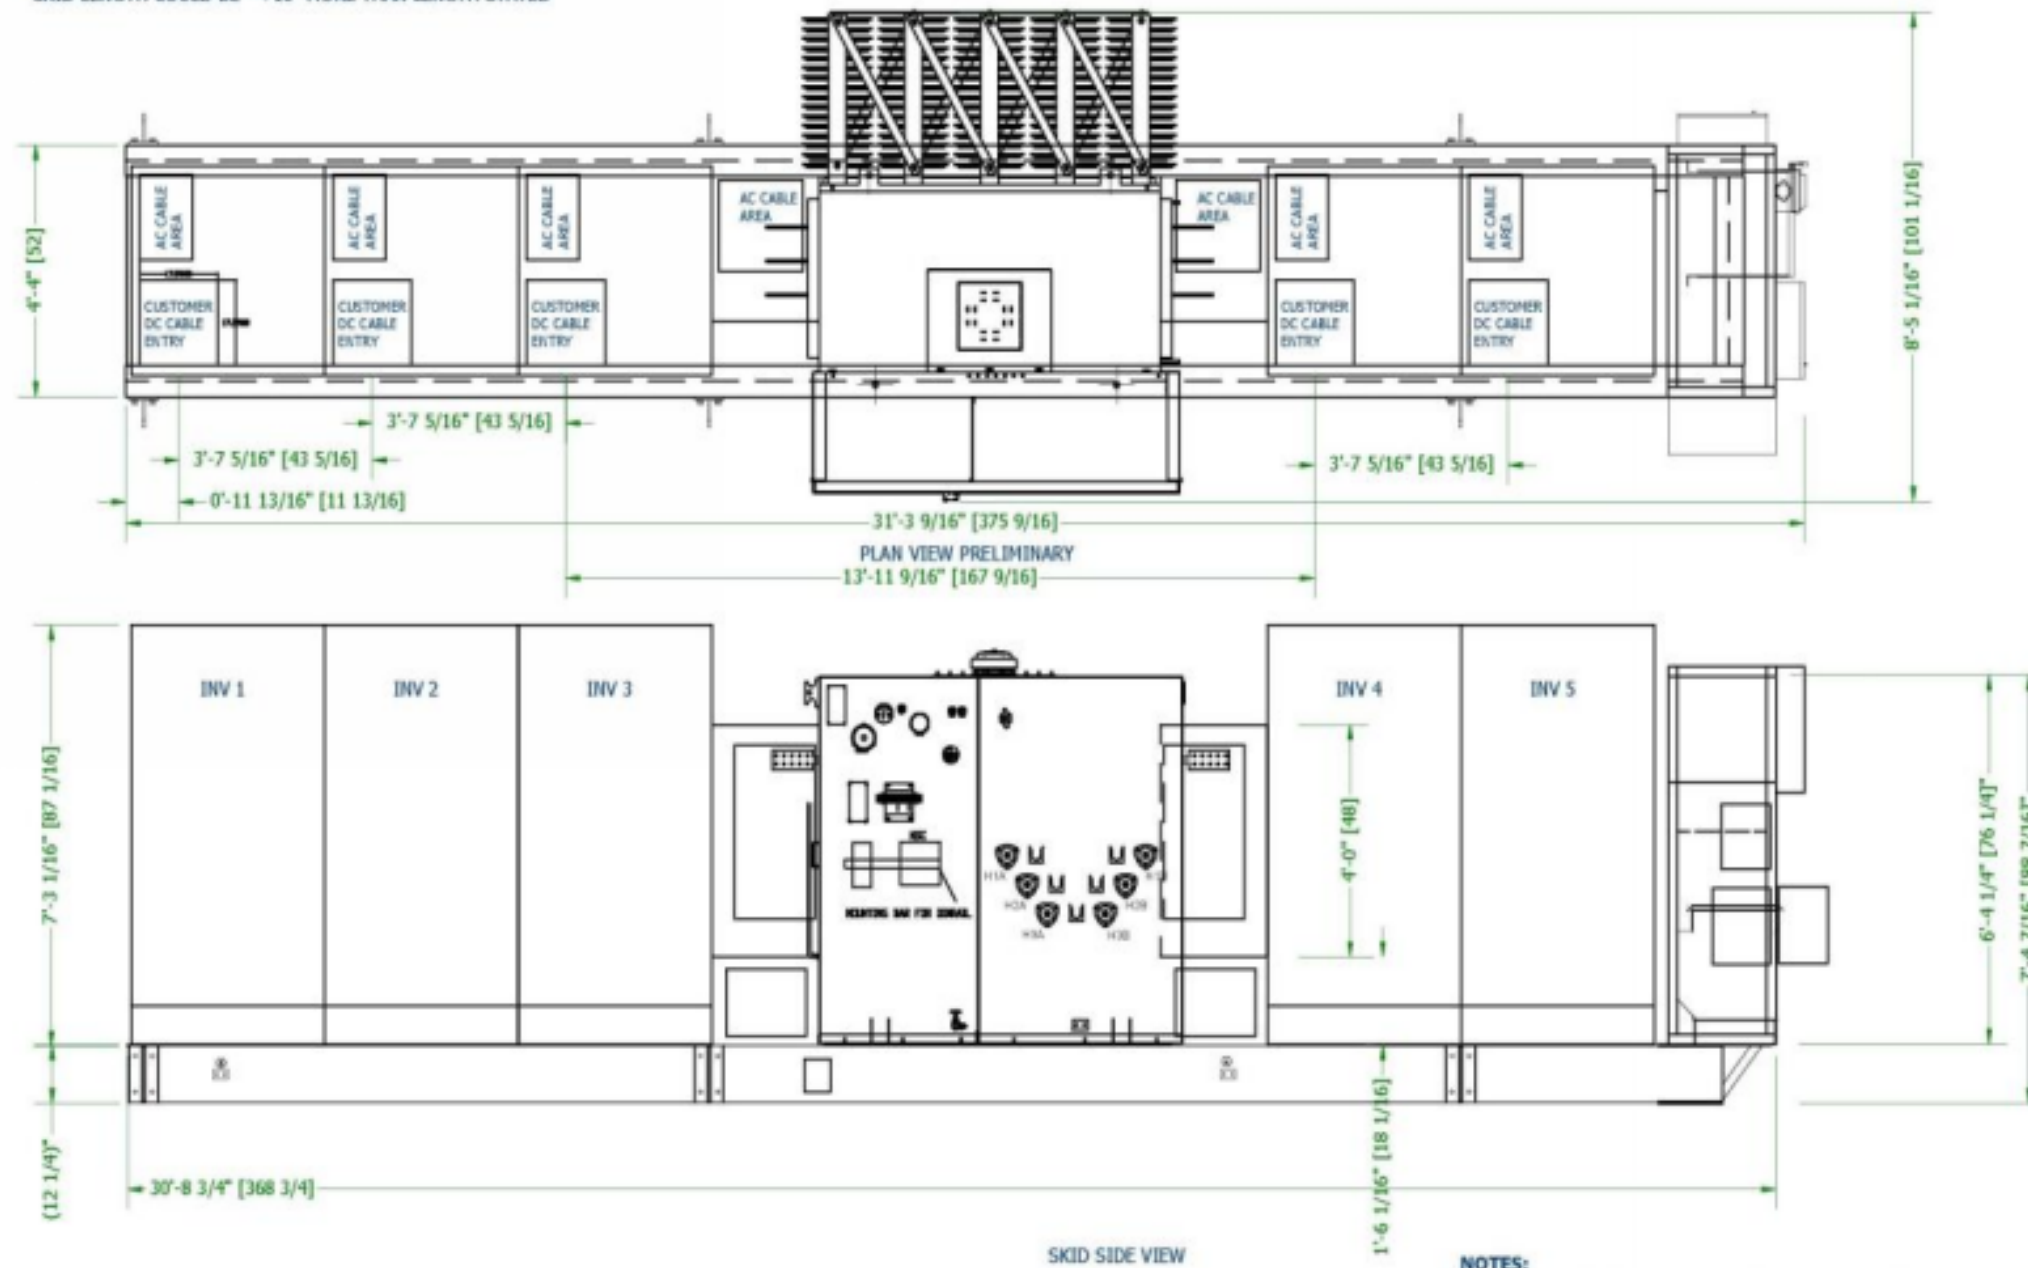 AC CABLE
AREA
AC CABLE
AREA
AC CABLE
AREA
AC CABLE
AREA
AC CABLE
AREA
AC CABLE
AREA
AC CABLE
AREA
4'-4" [52]
8'-5 1/16" [101 1/16]
CUSTOMER
DC CABLE
ENTRY
CUSTOMER
DC CABLE
ENTRY
CUSTOMER
DC CABLE
ENTRY
CUSTOMER
DC CABLE
ENTRY
CUSTOMER
DC CABLE
ENTRY
3'-7 5/16" [43 5/16]
3'-7 5/16" [43 5/16]
3'-7 5/16" [43 5/16]
0'-11 13/16" [11 13/16]
31'-3 9/16" [375 9/16]
PLAN VIEW PRELIMINARY
13'-11 9/16" [167 9/16]
INV 1
INV 2
INV 3
INV 4
INV 5
7'-3 1/16" [87 1/16]
4'-0" [48]
6'-4 1/4" [76 1/4]"
H1A
H2A
H2B
H3A
H3B
(12 1/4)"
30'-8 3/4" [368 3/4]
1'-6 1/16" [18 1/16]
SKID SIDE VIEW
NOTES: